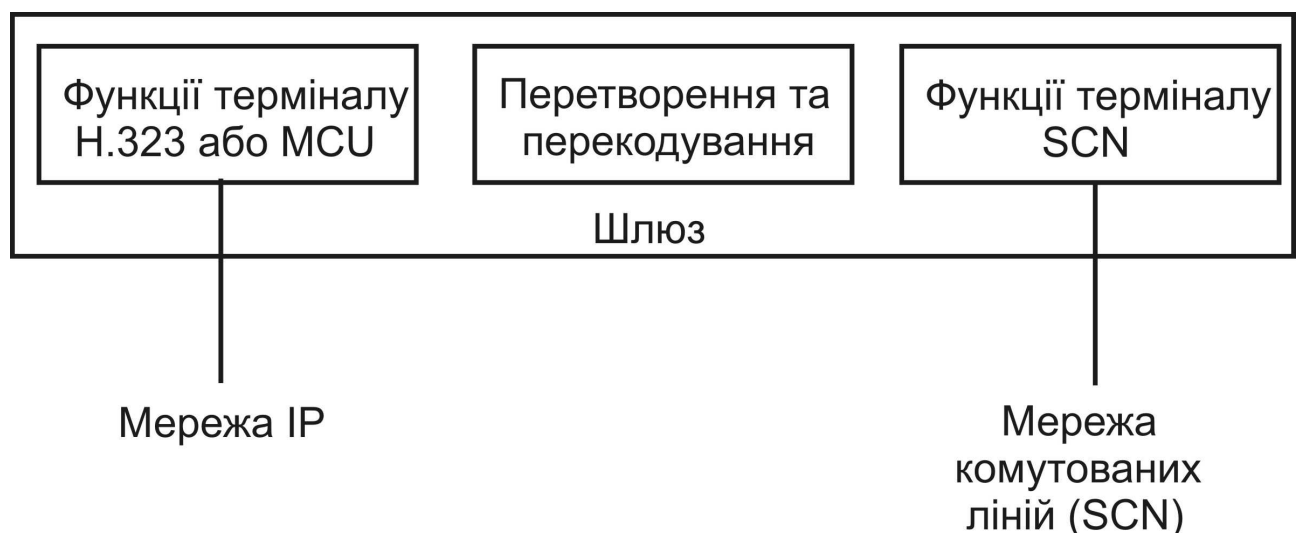 Функції терміналу
Н.323 або MCU
Перетворення та
перекодування
Функції терміналу
SCN
Шлюз
Мережа IP
Мережа
комутованих
ліній (SCN)